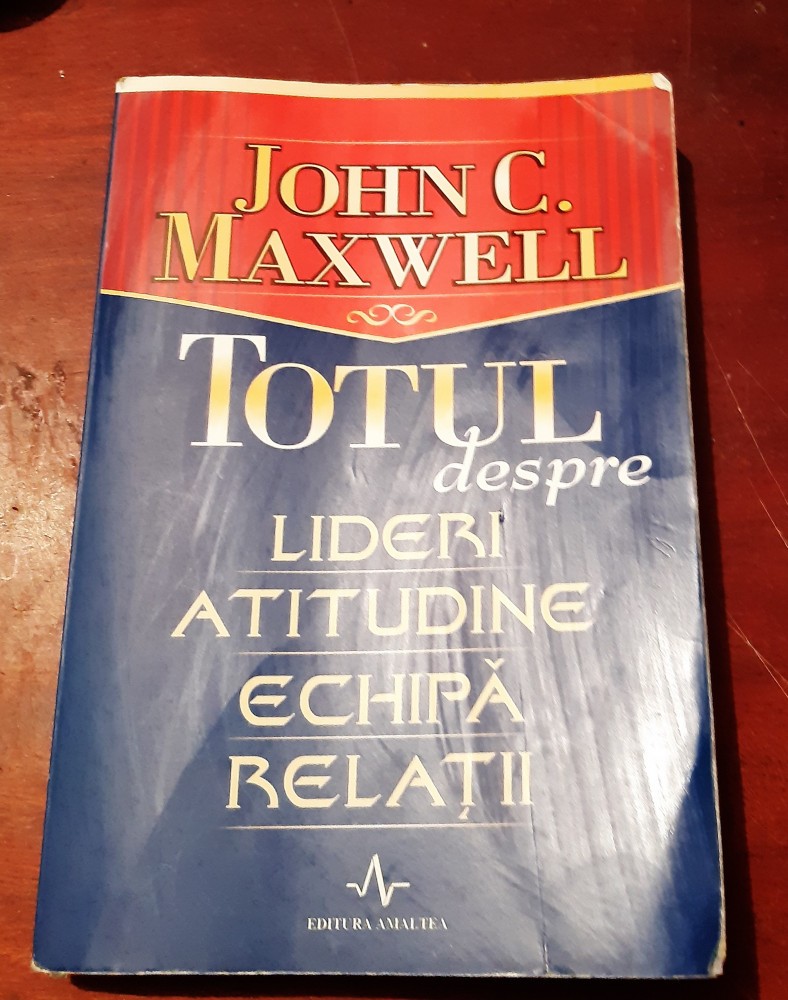 JOHN C.
MAXWELL
TOTUL
despre
LIDERI
ATITUDINE
ECHIPĂ
RELAȚII
EDITURA AMALTEA